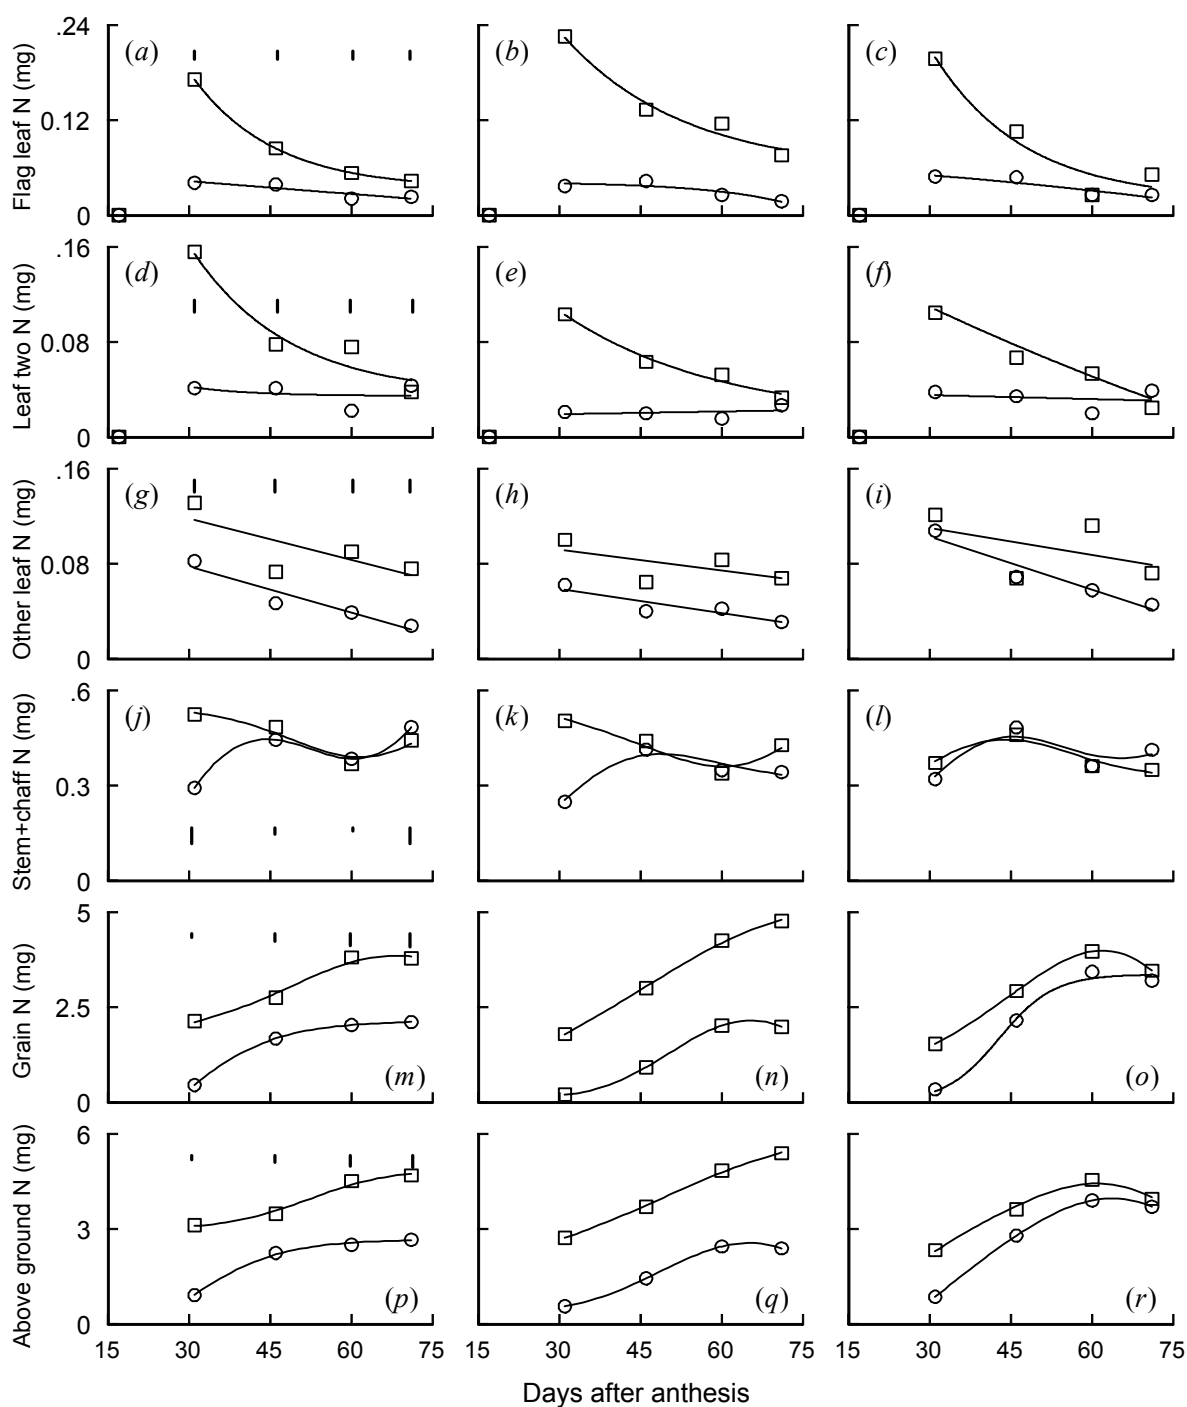 Flag leaf N (mg)
.24
0.12
0
(a)
(b)
(c)
Leaf two N (mg)
.16
0.08
0
(d)
(e)
(f)
Other leaf N (mg)
.16
0.08
0
(g)
(h)
(i)
Stem+chaff N (mg)
.6
0.3
0
(j)
(k)
(l)
Grain N (mg)
5
2.5
0
(m)
(n)
(o)
Above ground N (mg)
6
3
0
(p)
(q)
(r)
15 30 45 60 75 15 30 45 60 75 15 30 45 60 75
Days after anthesis